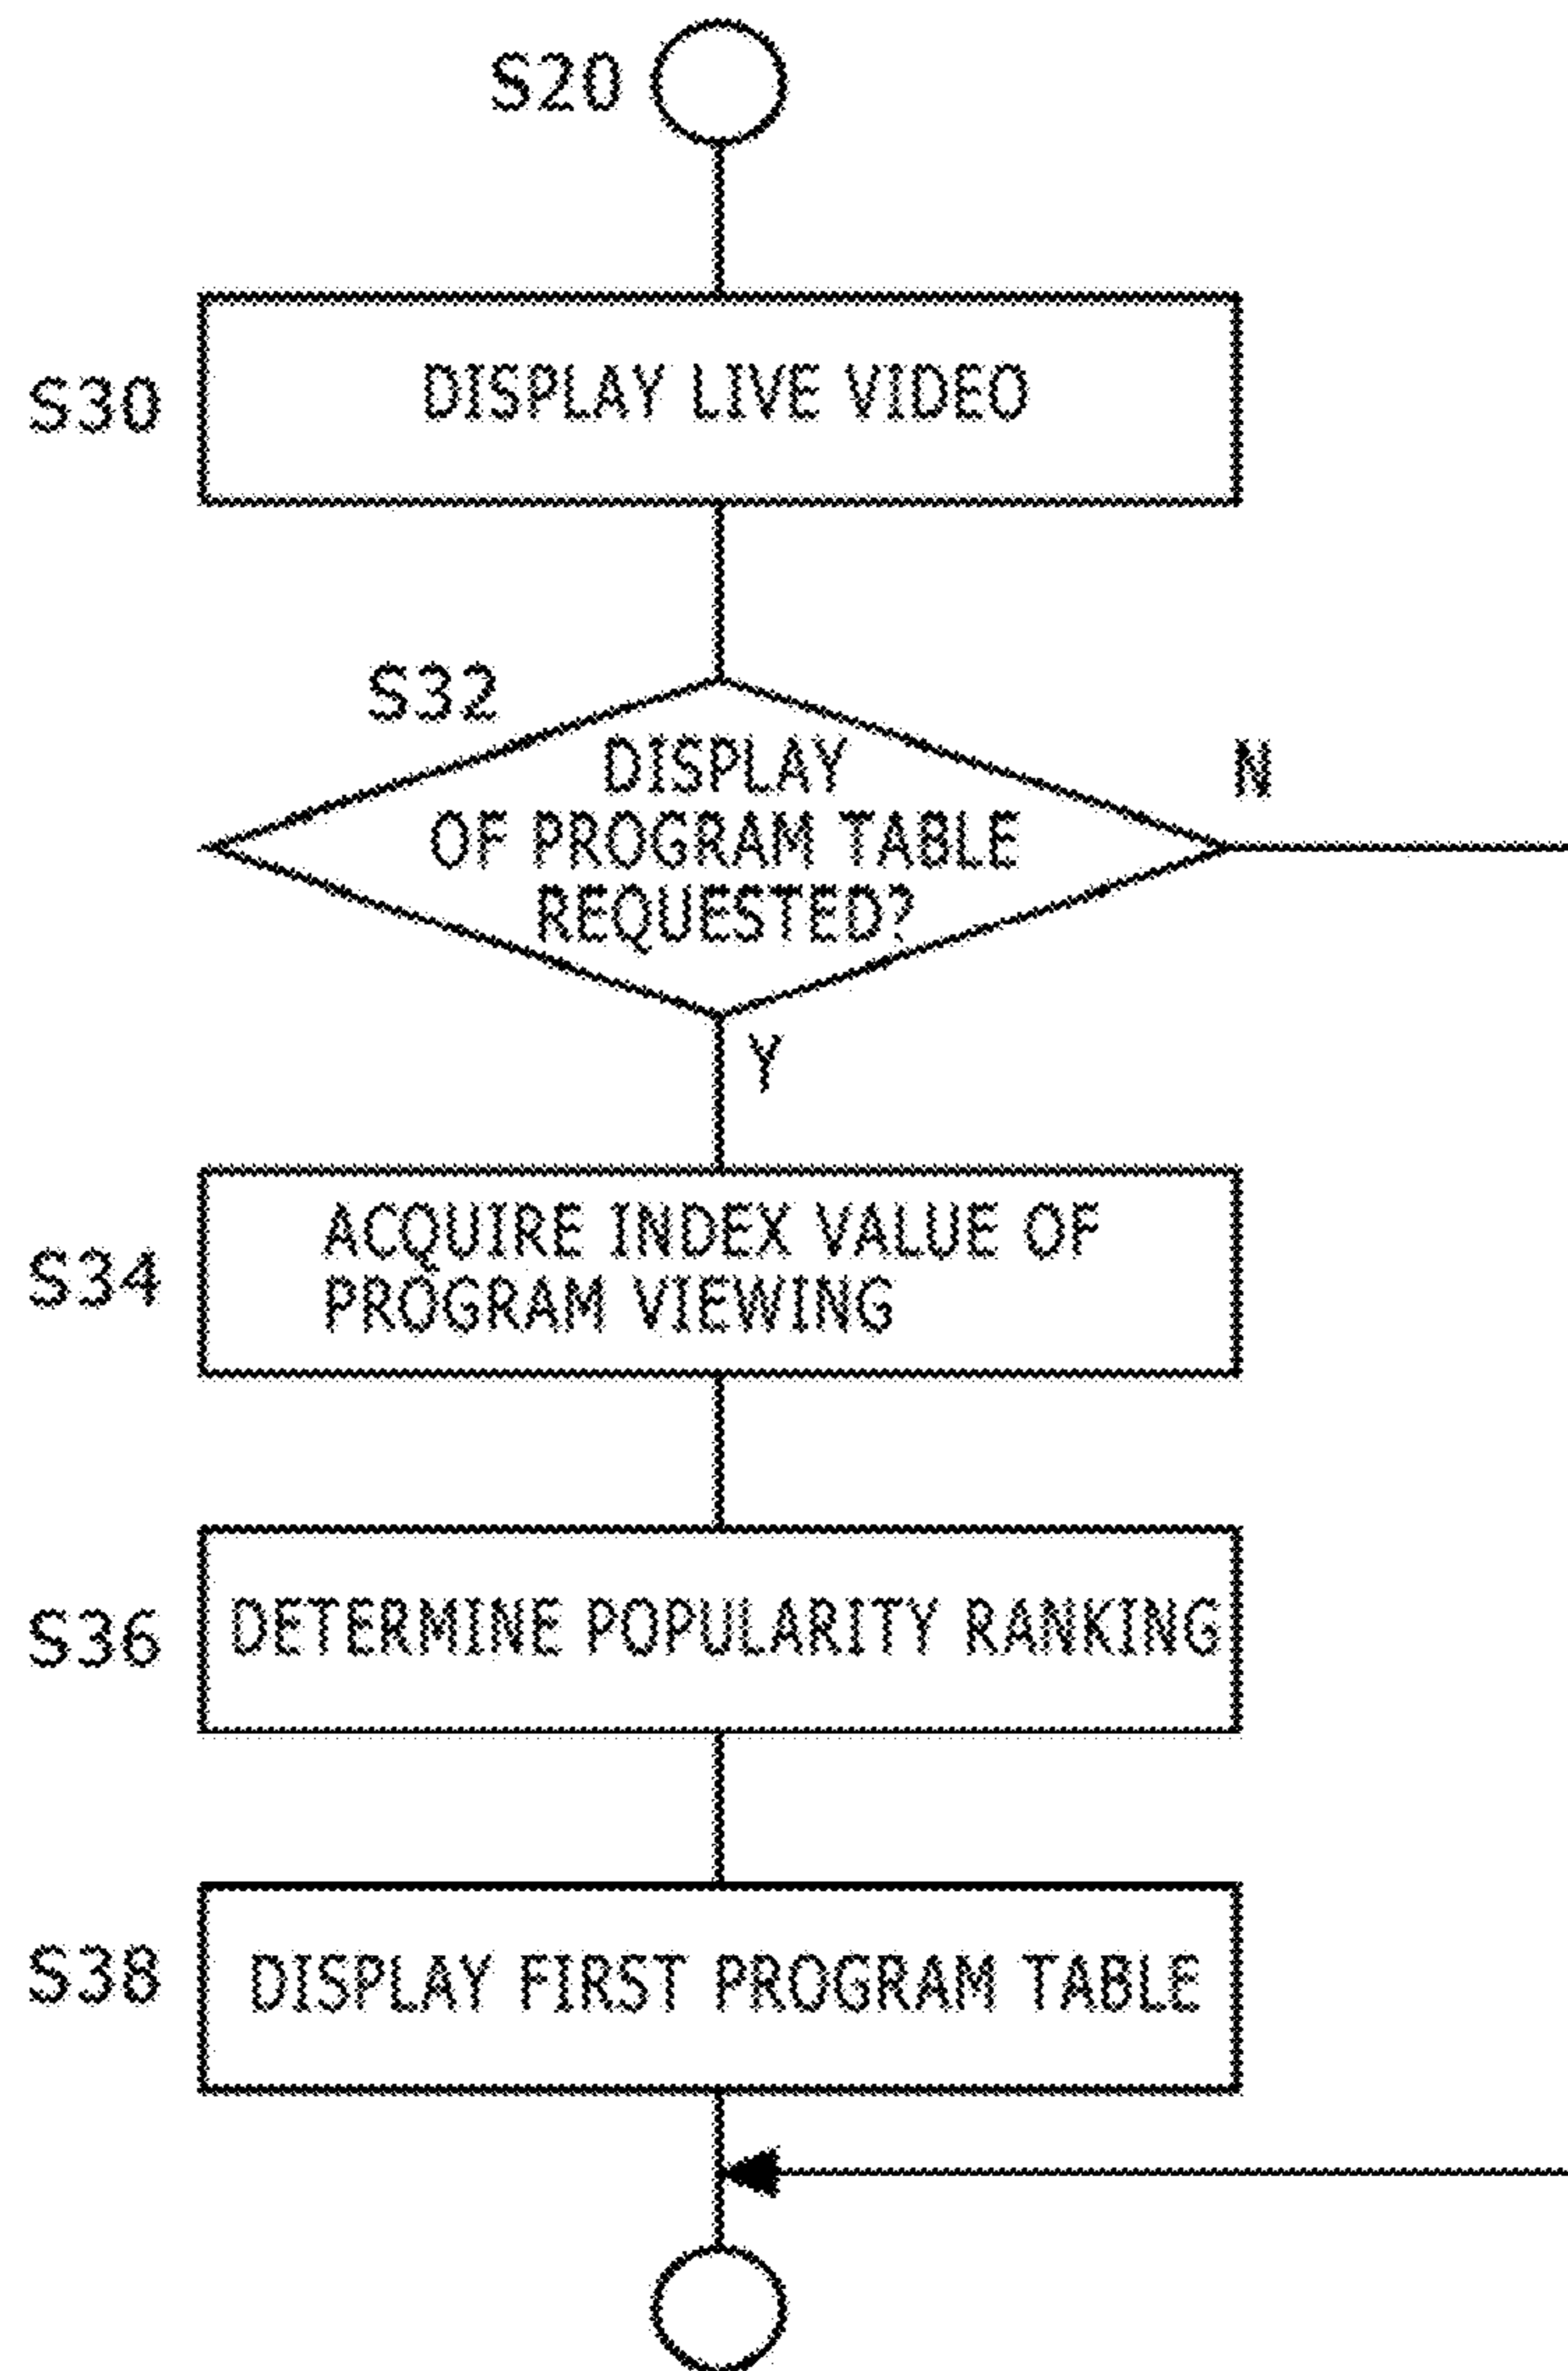 S20
S30
DISPLAY LIVE VIDEO
S32
DISPLAY
OF PROGRAM TABLE
REQUESTED?
N
Y
S34
ACQUIRE INDEX VALUE OF
PROGRAM VIEWING
S36
DETERMINE POPULARITY RANKING
S38
DISPLAY FIRST PROGRAM TABLE